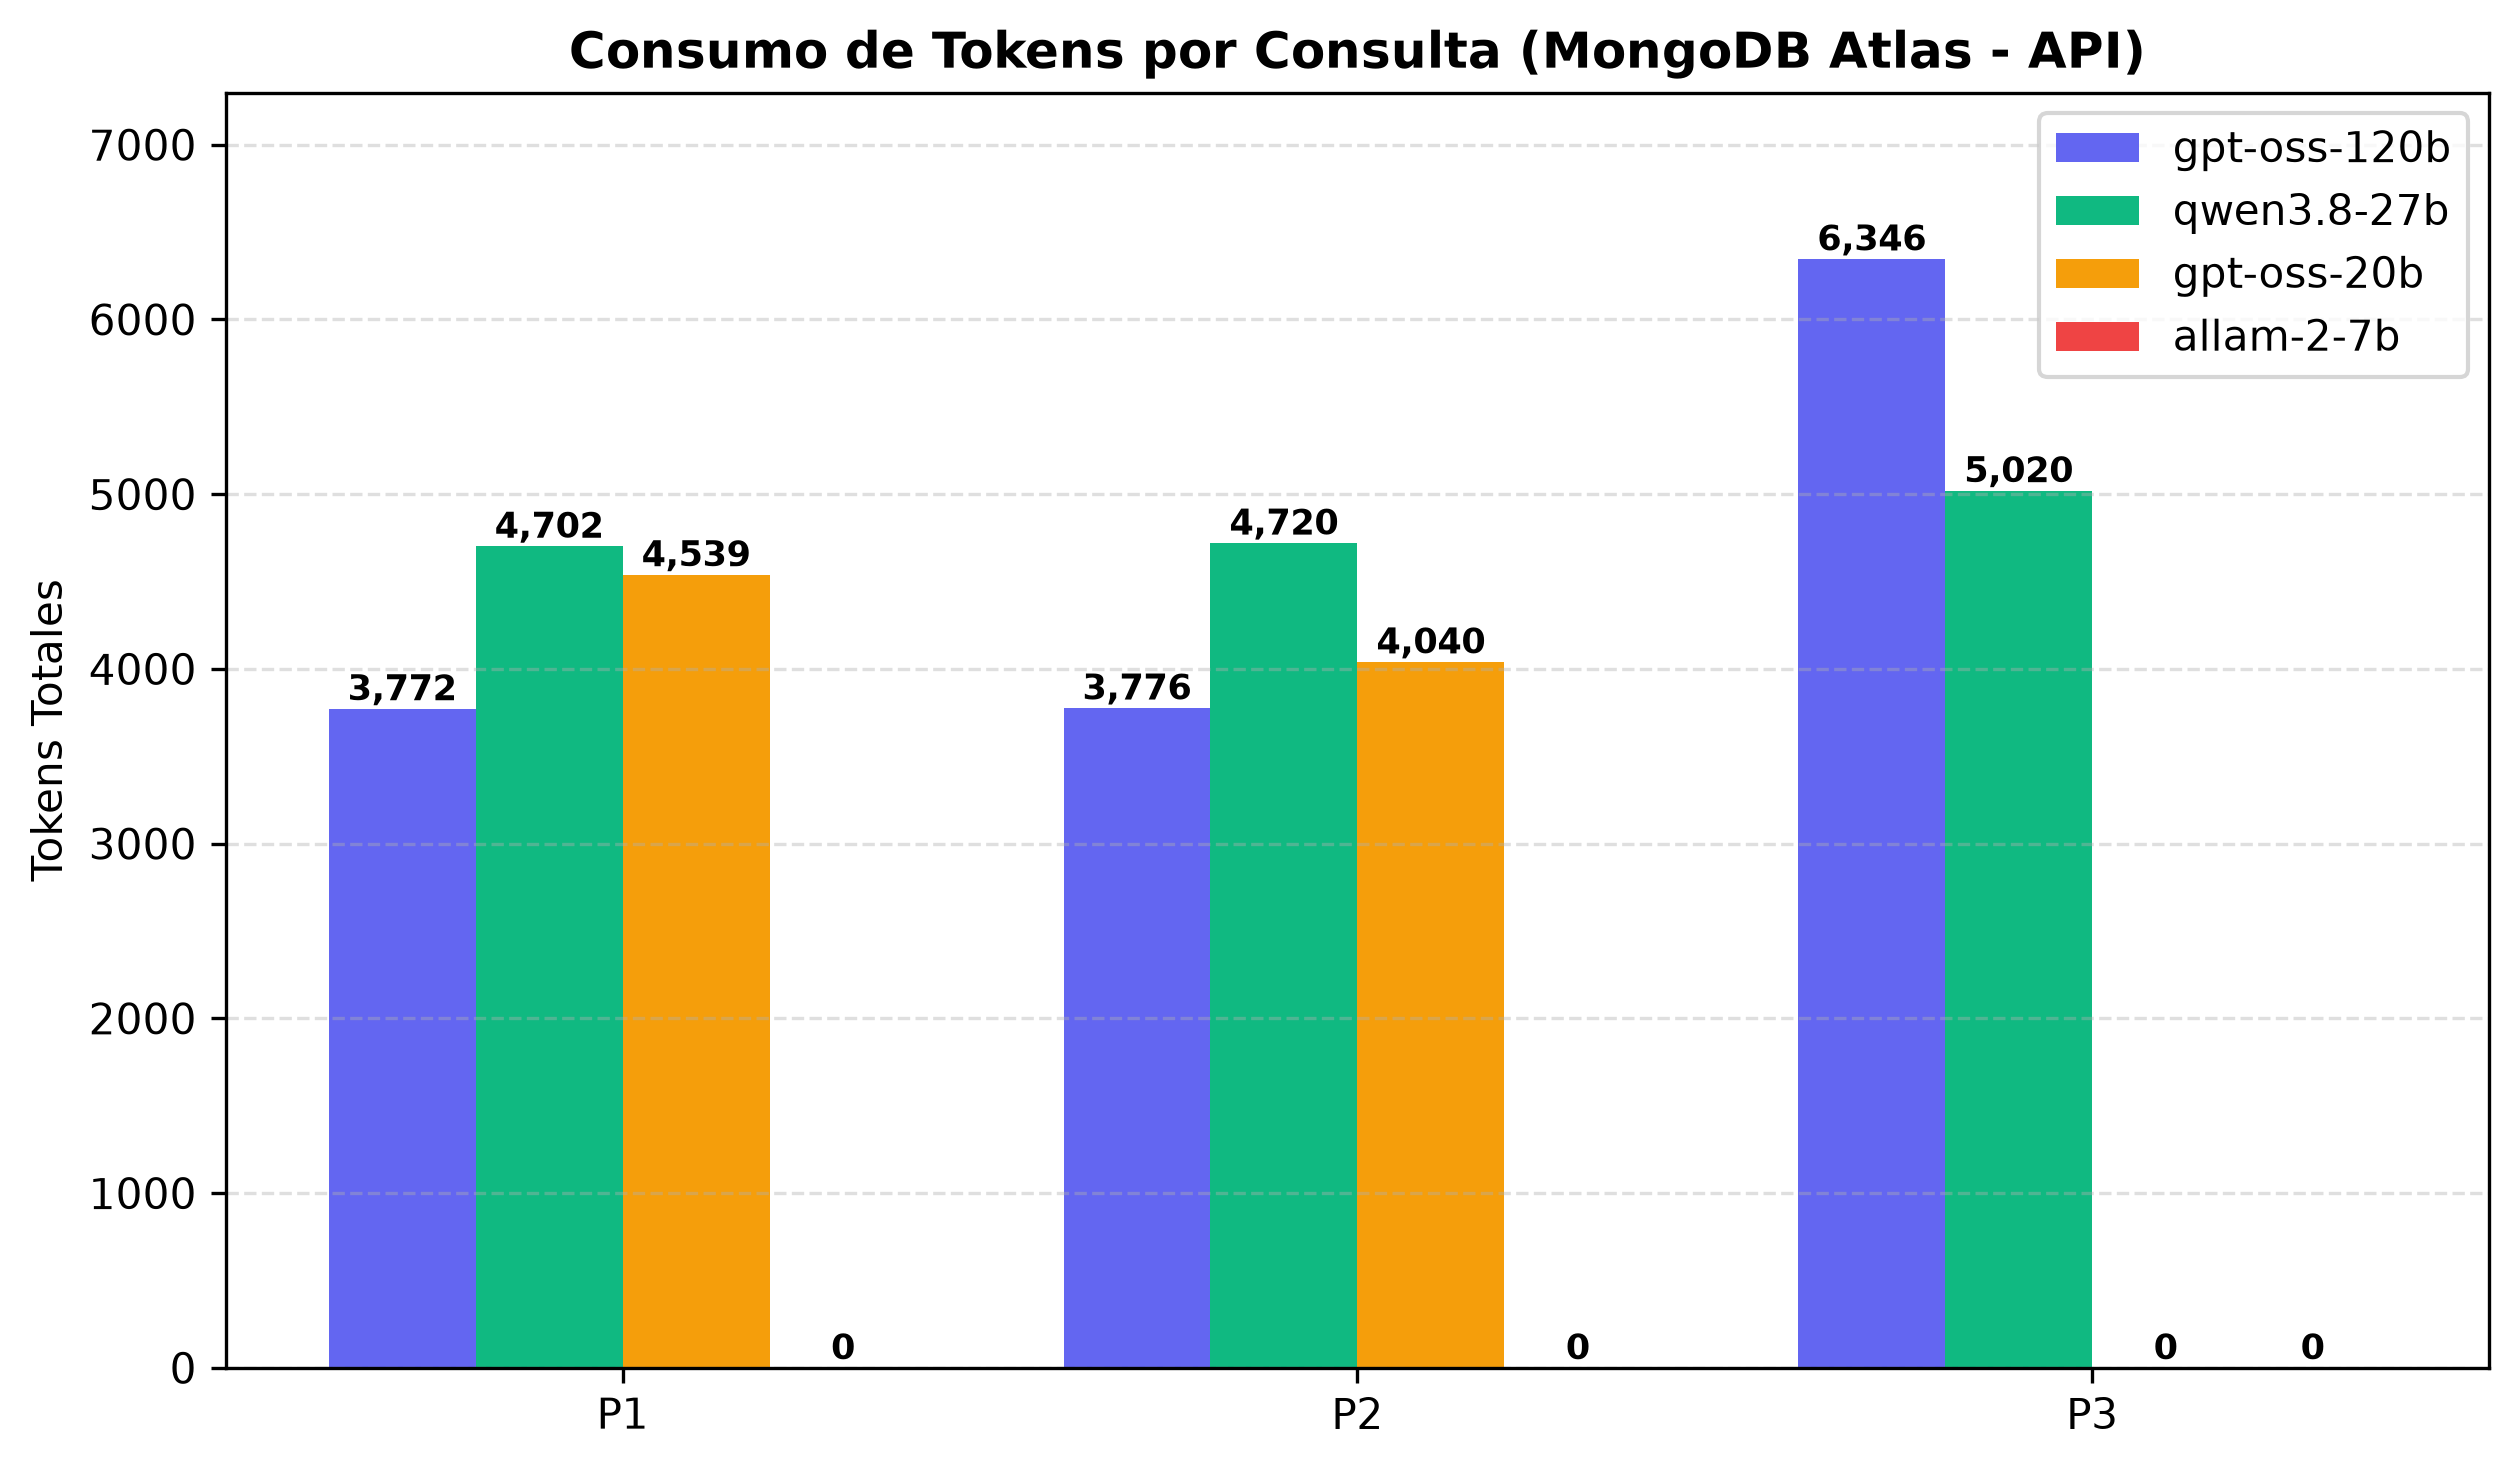 Consumo de Tokens por Consulta (MongoDB Atlas - API)
gpt-oss-120b
qwen3.8-27b
gpt-oss-20b
allam-2-7b
Tokens Totales
7000
6000
5000
4000
3000
2000
1000
0
3,772
4,702
4,539
0
3,776
4,720
4,040
0
6,346
5,020
0
0
P1
P2
P3